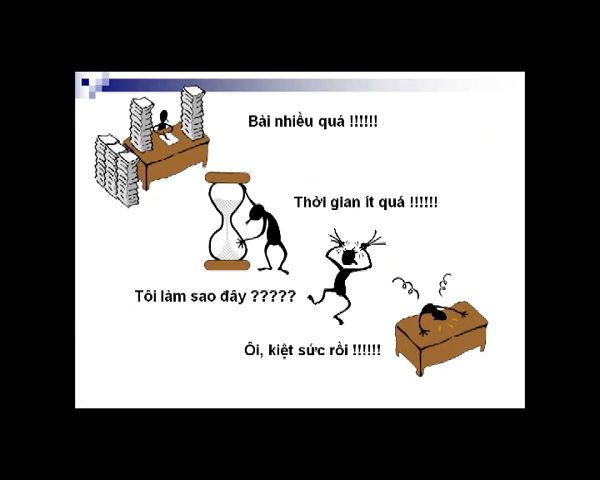 Bài nhiều quá !!!!!!
Thời gian ít quá !!!!!!
Tôi làm sao đây ?????
Ôi, kiệt sức rồi !!!!!!